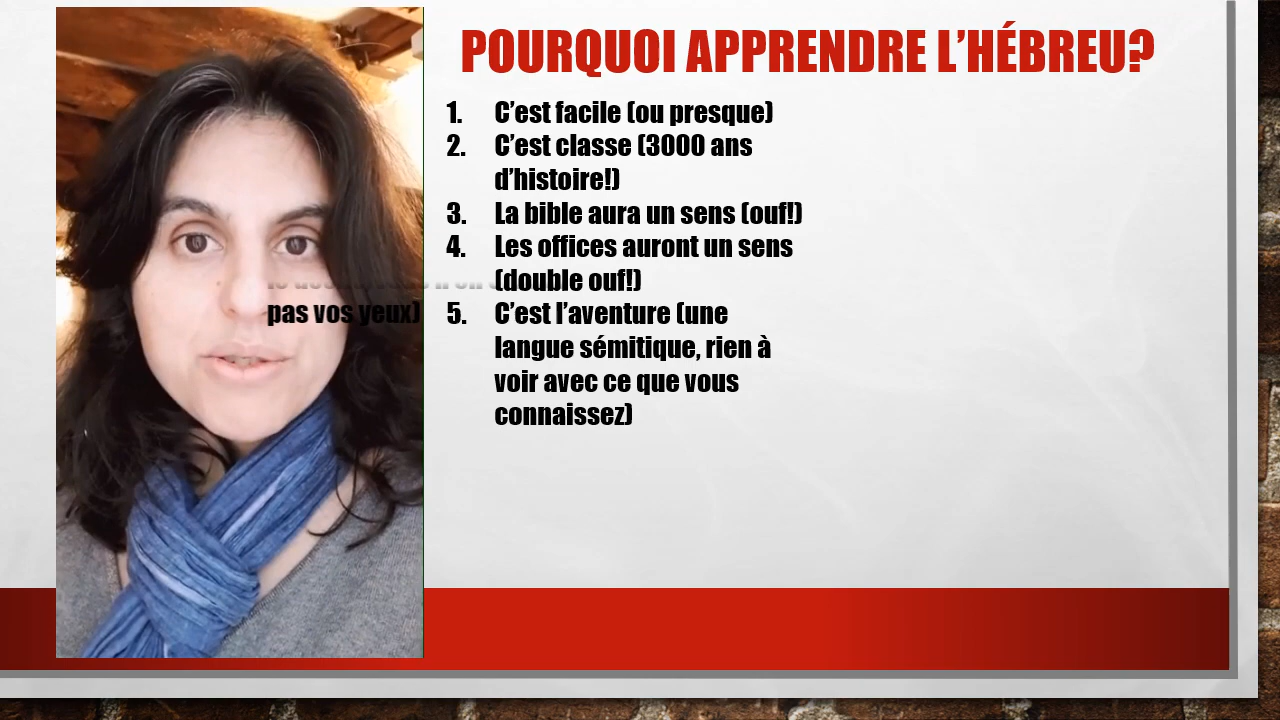 POURQUOI APPRENDRE L’HÉBREU?
1. C’est facile (ou presque)
2. C’est classe (3000 ans
d’histoire!)
3. La bible aura un sens (ouf!)
4. Les offices auront un sens
(double ouf!)
5. C’est l’aventure (une
langue sémitique, rien à
voir avec ce que vous
connaissez)
pas vos yeux)